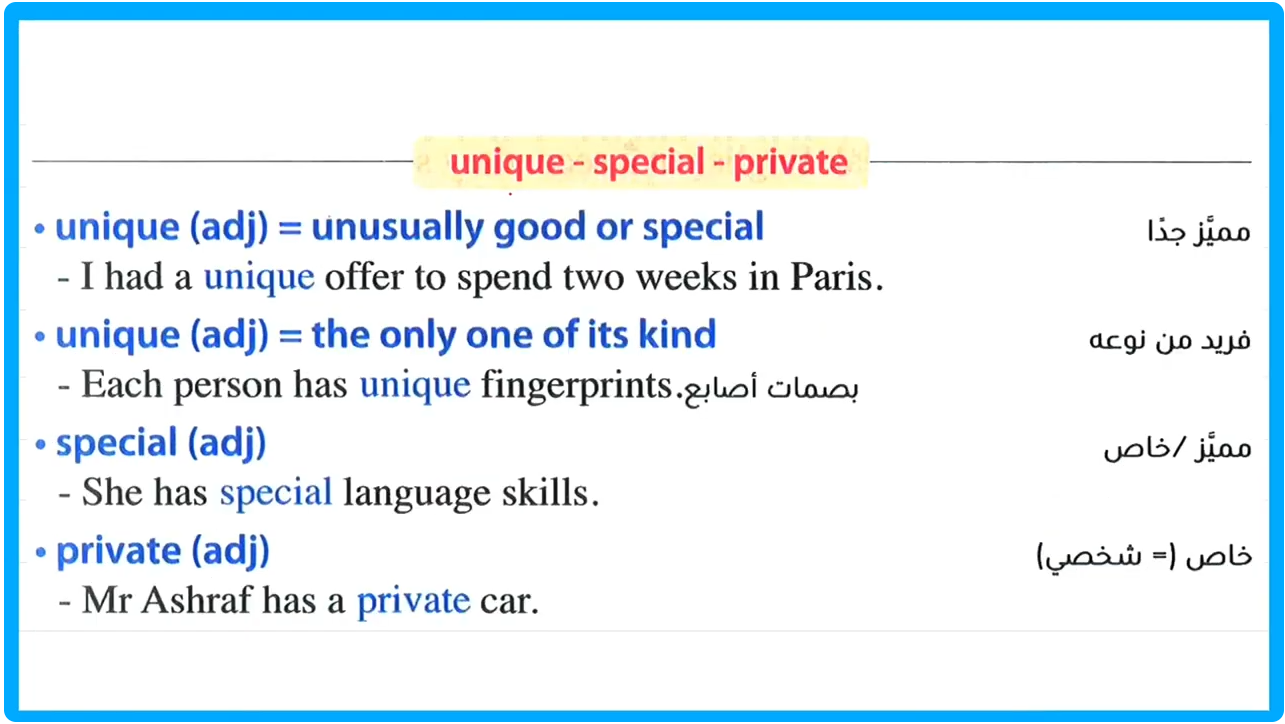 unique - special - private
• unique (adj) = unusually good or special مميَّز جدًا
- I had a unique offer to spend two weeks in Paris.
• unique (adj) = the only one of its kind فريد من نوعه
- Each person has unique fingerprints. بصمات أصابع
• special (adj) مميَّز /خاص
- She has special language skills.
• private (adj) خاص (= شخصي)
- Mr Ashraf has a private car.